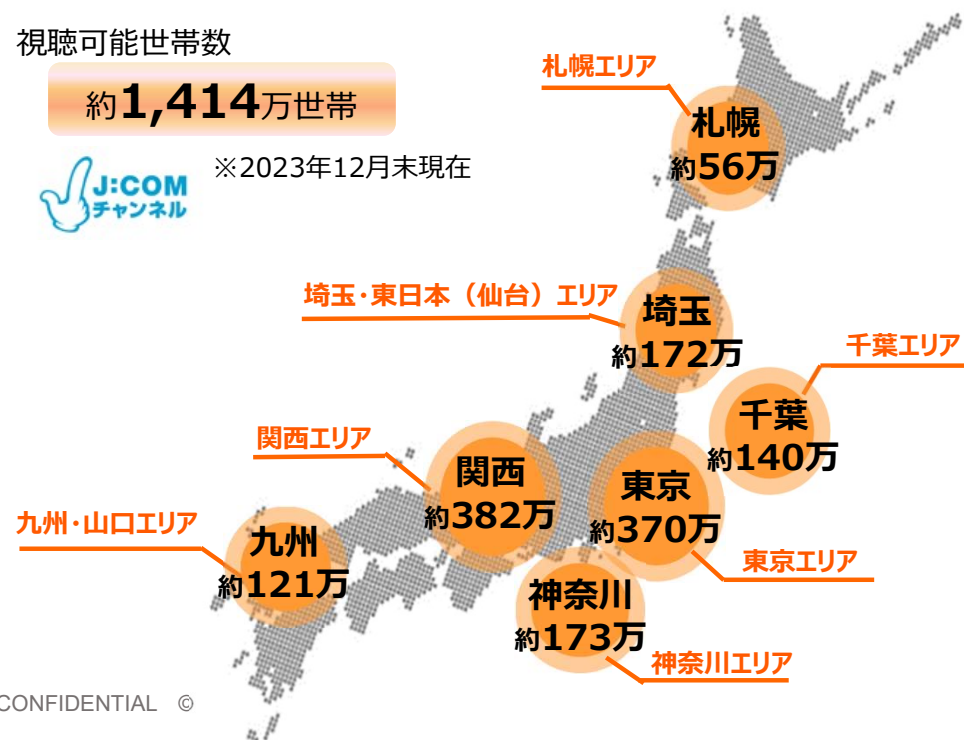 視聴可能世帯数
約1,414万世帯
※2023年12月末現在
J:COM
チャンネル
札幌エリア
札幌
約56万
埼玉・東日本（仙台）エリア
埼玉
約172万
千葉エリア
千葉
約140万
関西エリア
関西
約382万
東京
約370万
東京エリア
九州・山口エリア
九州
約121万
神奈川
約173万
神奈川エリア
CONFIDENTIAL ©